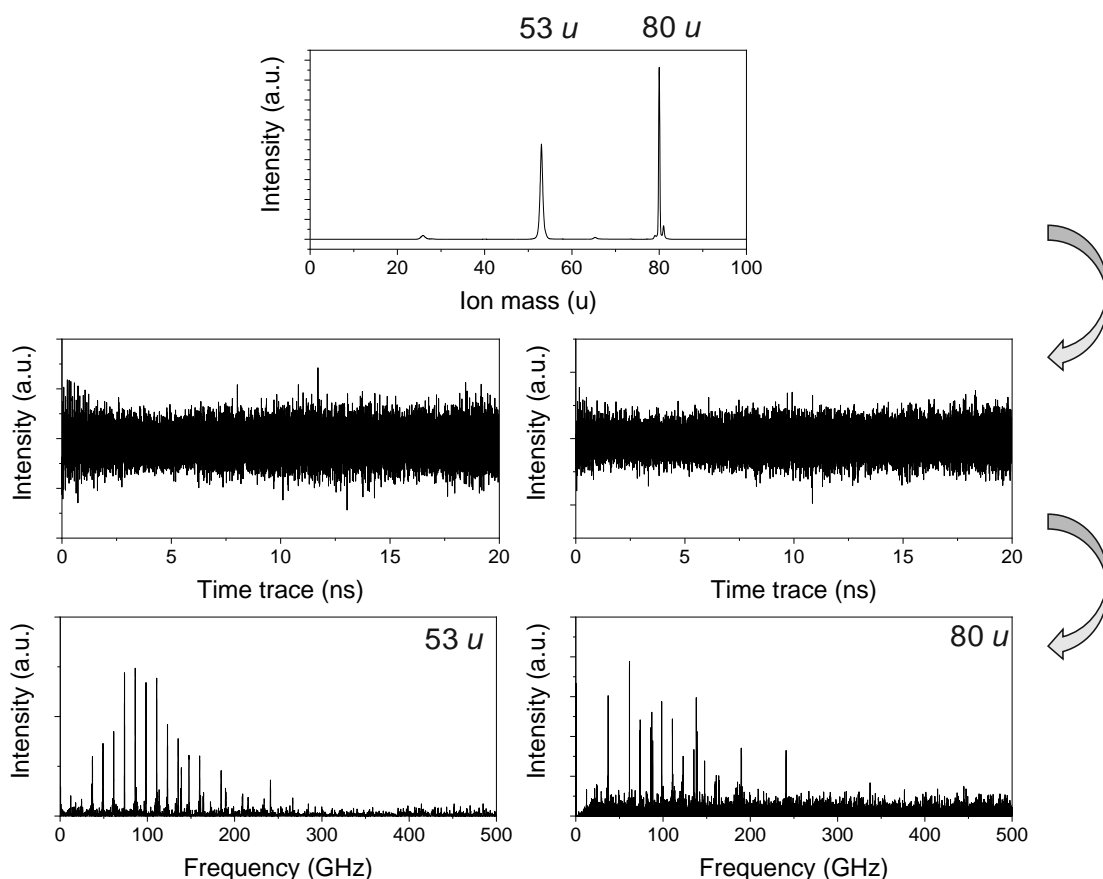 53 u 80 u
Intensity (a.u.)
0 20 40 60 80 100
Ion mass (u)
Intensity (a.u.)
0 5 10 15 20
Time trace (ns)
Intensity (a.u.)
0 5 10 15 20
Time trace (ns)
53 u
Intensity (a.u.)
0 100 200 300 400 500
Frequency (GHz)
80 u
Intensity (a.u.)
0 100 200 300 400 500
Frequency (GHz)